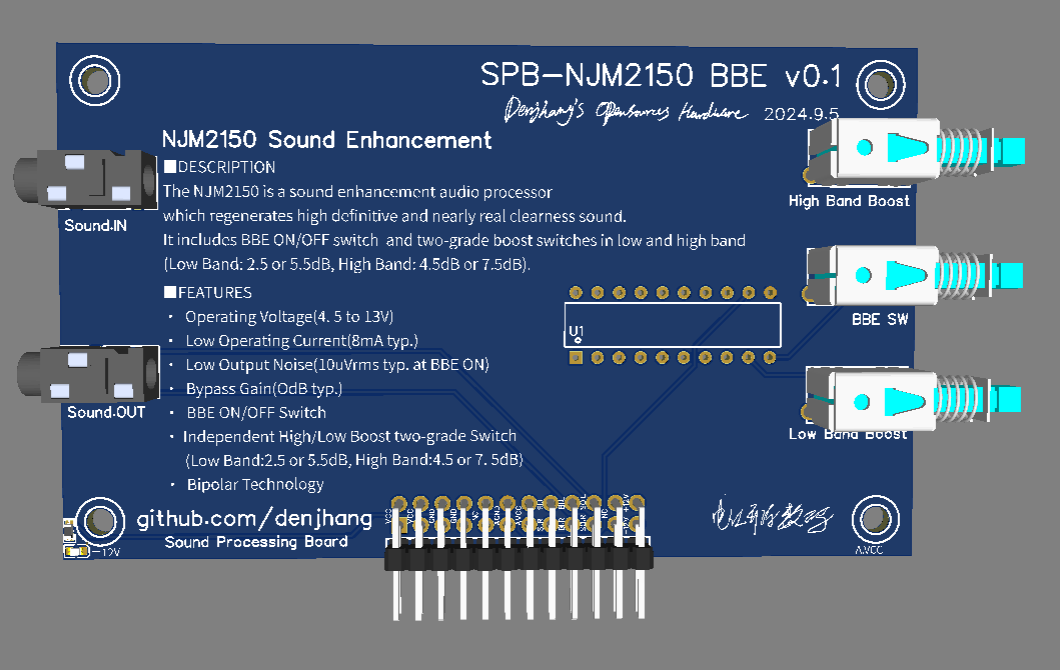 SPB-NJM2150 BBE v0.1
Denjhang's Opensources Hardware 2024.9.5
NJM2150 Sound Enhancement
■DESCRIPTION
The NJM2150 is a sound enhancement audio processor
which regenerates high definitive and nearly real clearness sound.
It includes BBE ON/OFF switch and two-grade boost switches in low and high band
(Low Band: 2.5 or 5.5dB, High Band: 4.5dB or 7.5dB).
■FEATURES
・ Operating Voltage(4. 5 to 13V)
・ Low Operating Current(8mA typ.)
・ Low Output Noise(10uVrms typ. at BBE ON)
・ Bypass Gain(0dB typ.)
・ BBE ON/OFF Switch
・ Independent High/Low Boost two-grade Switch
(Low Band:2.5 or 5.5dB, High Band:4.5 or 7. 5dB)
・ Bipolar Technology
Sound.IN
Sound.OUT
High Band Boost
BBE SW
Low Band Boost
U1
github.com/denjhang
Sound Processing Board
-12V
A.VCC